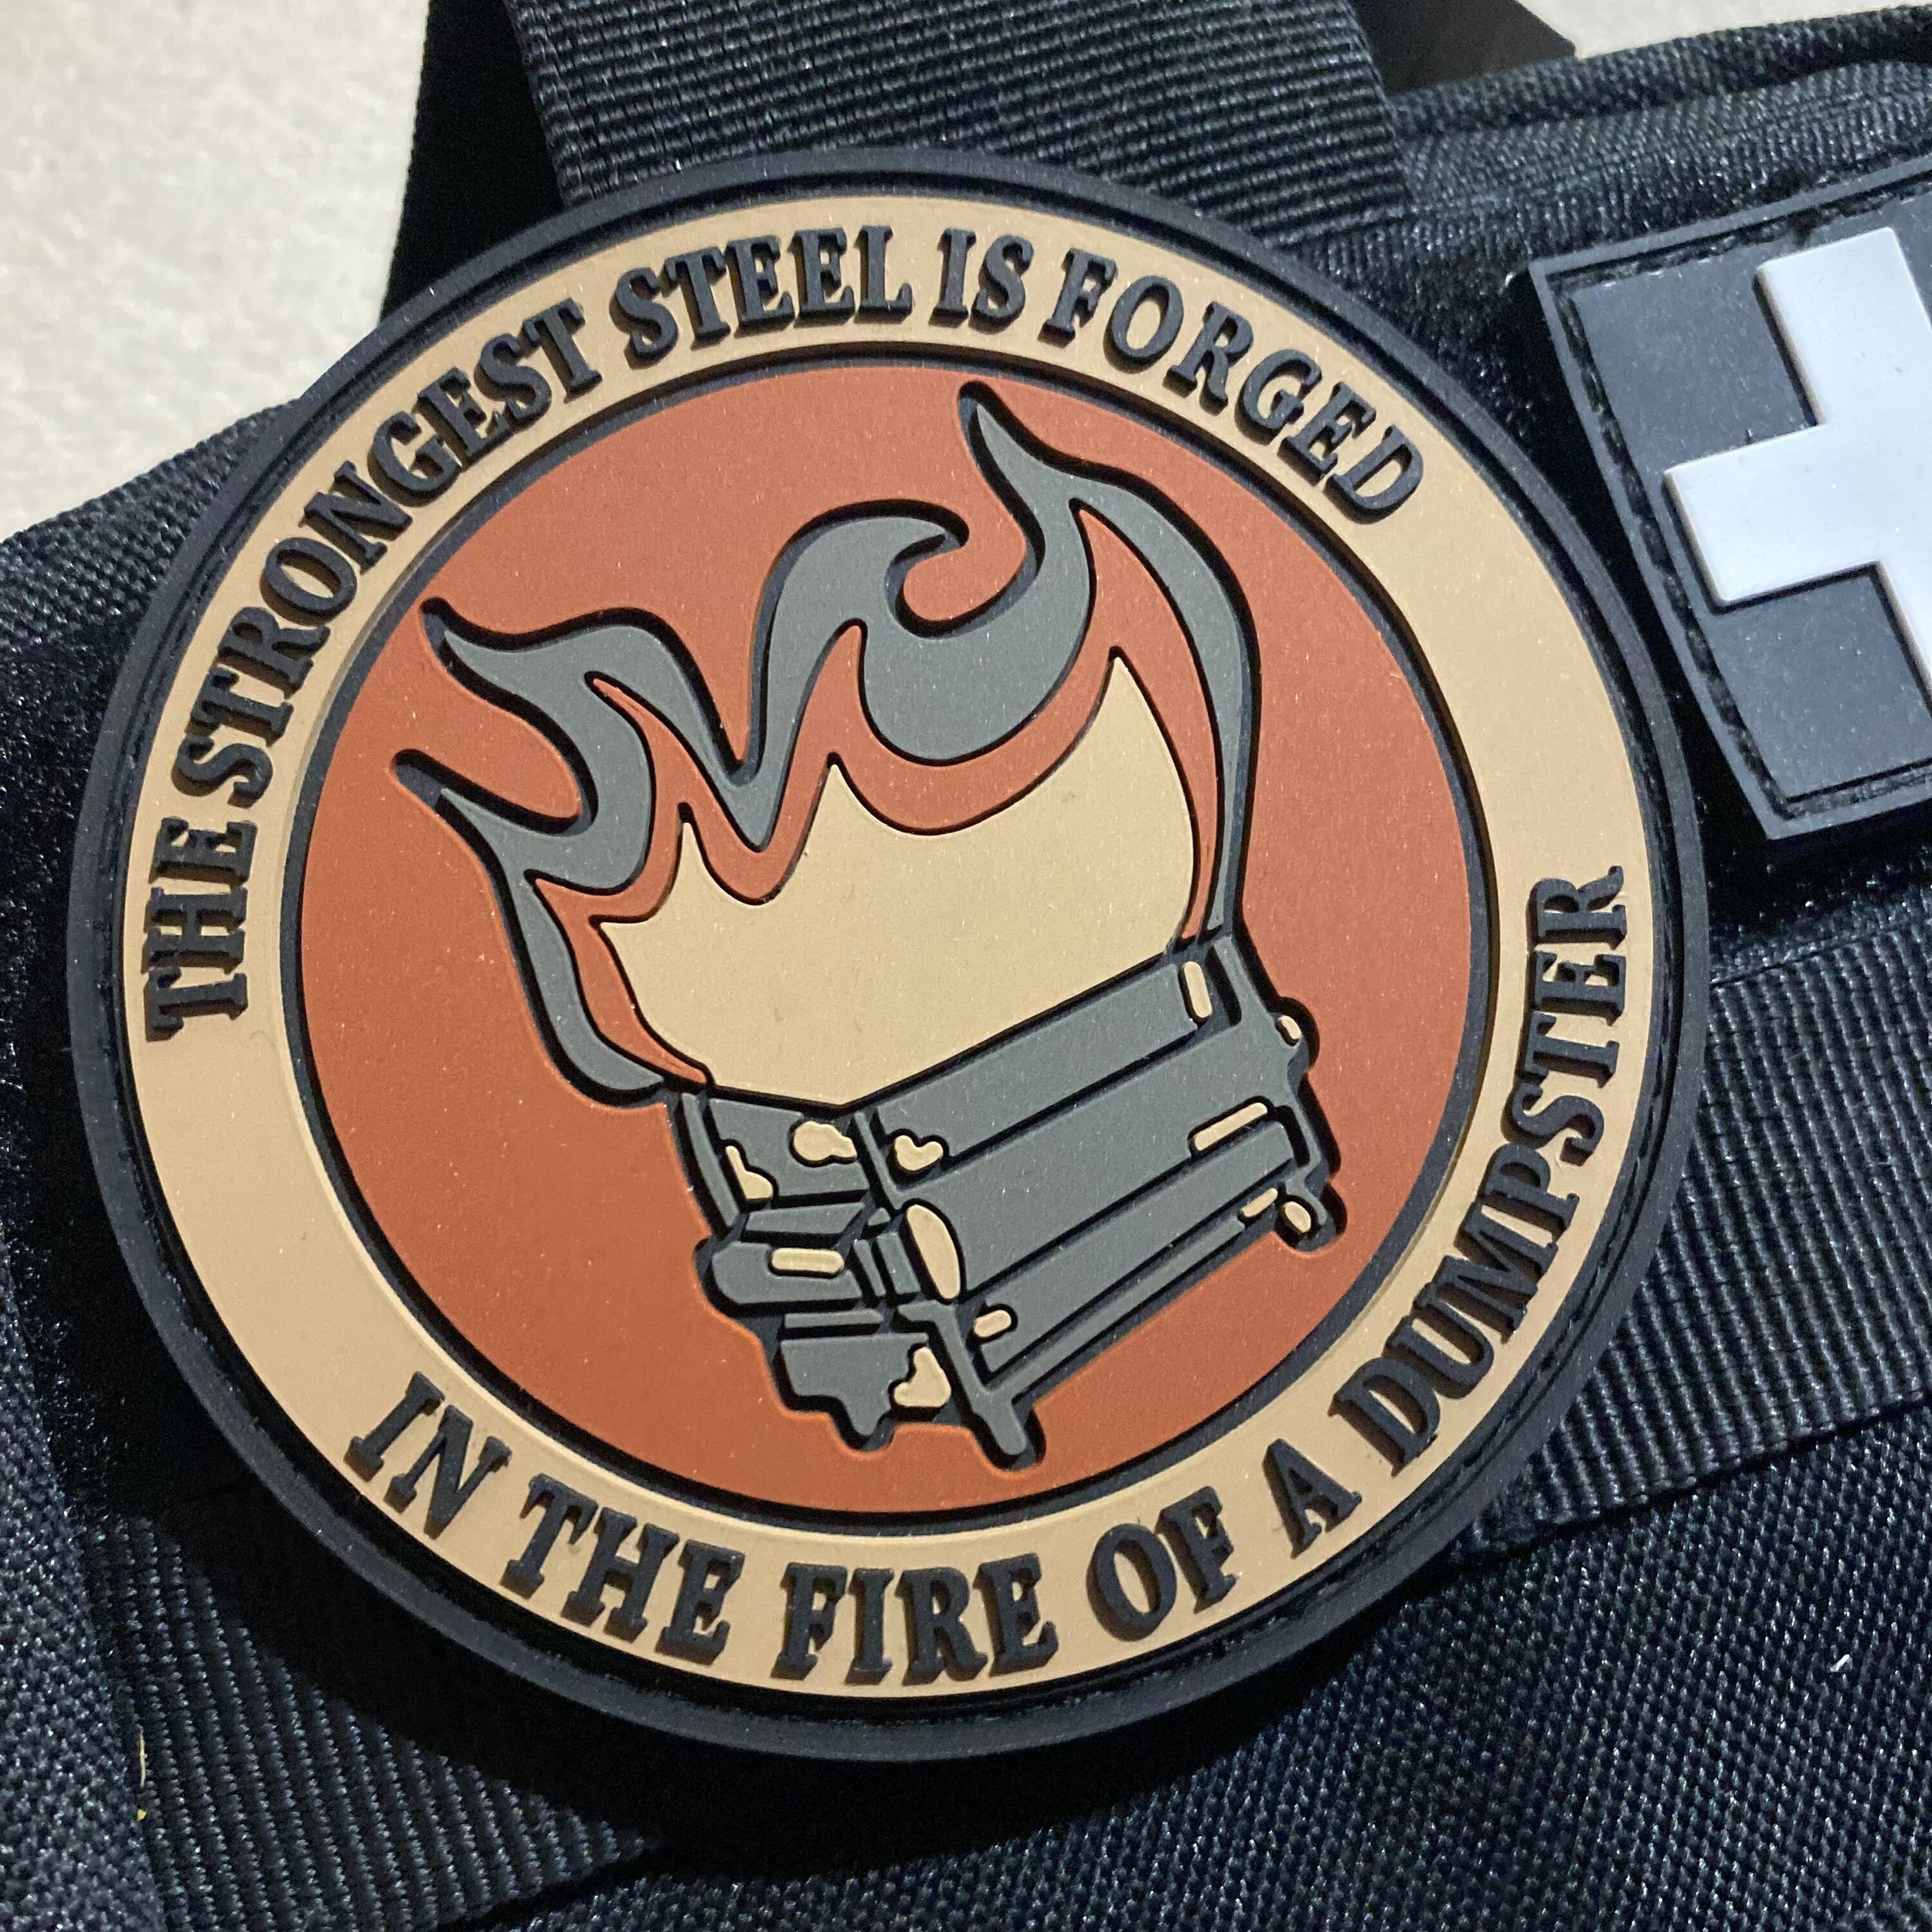 THE STRONGEST STEEL IS FORGED
IN THE FIRE OF A DUMPSTER